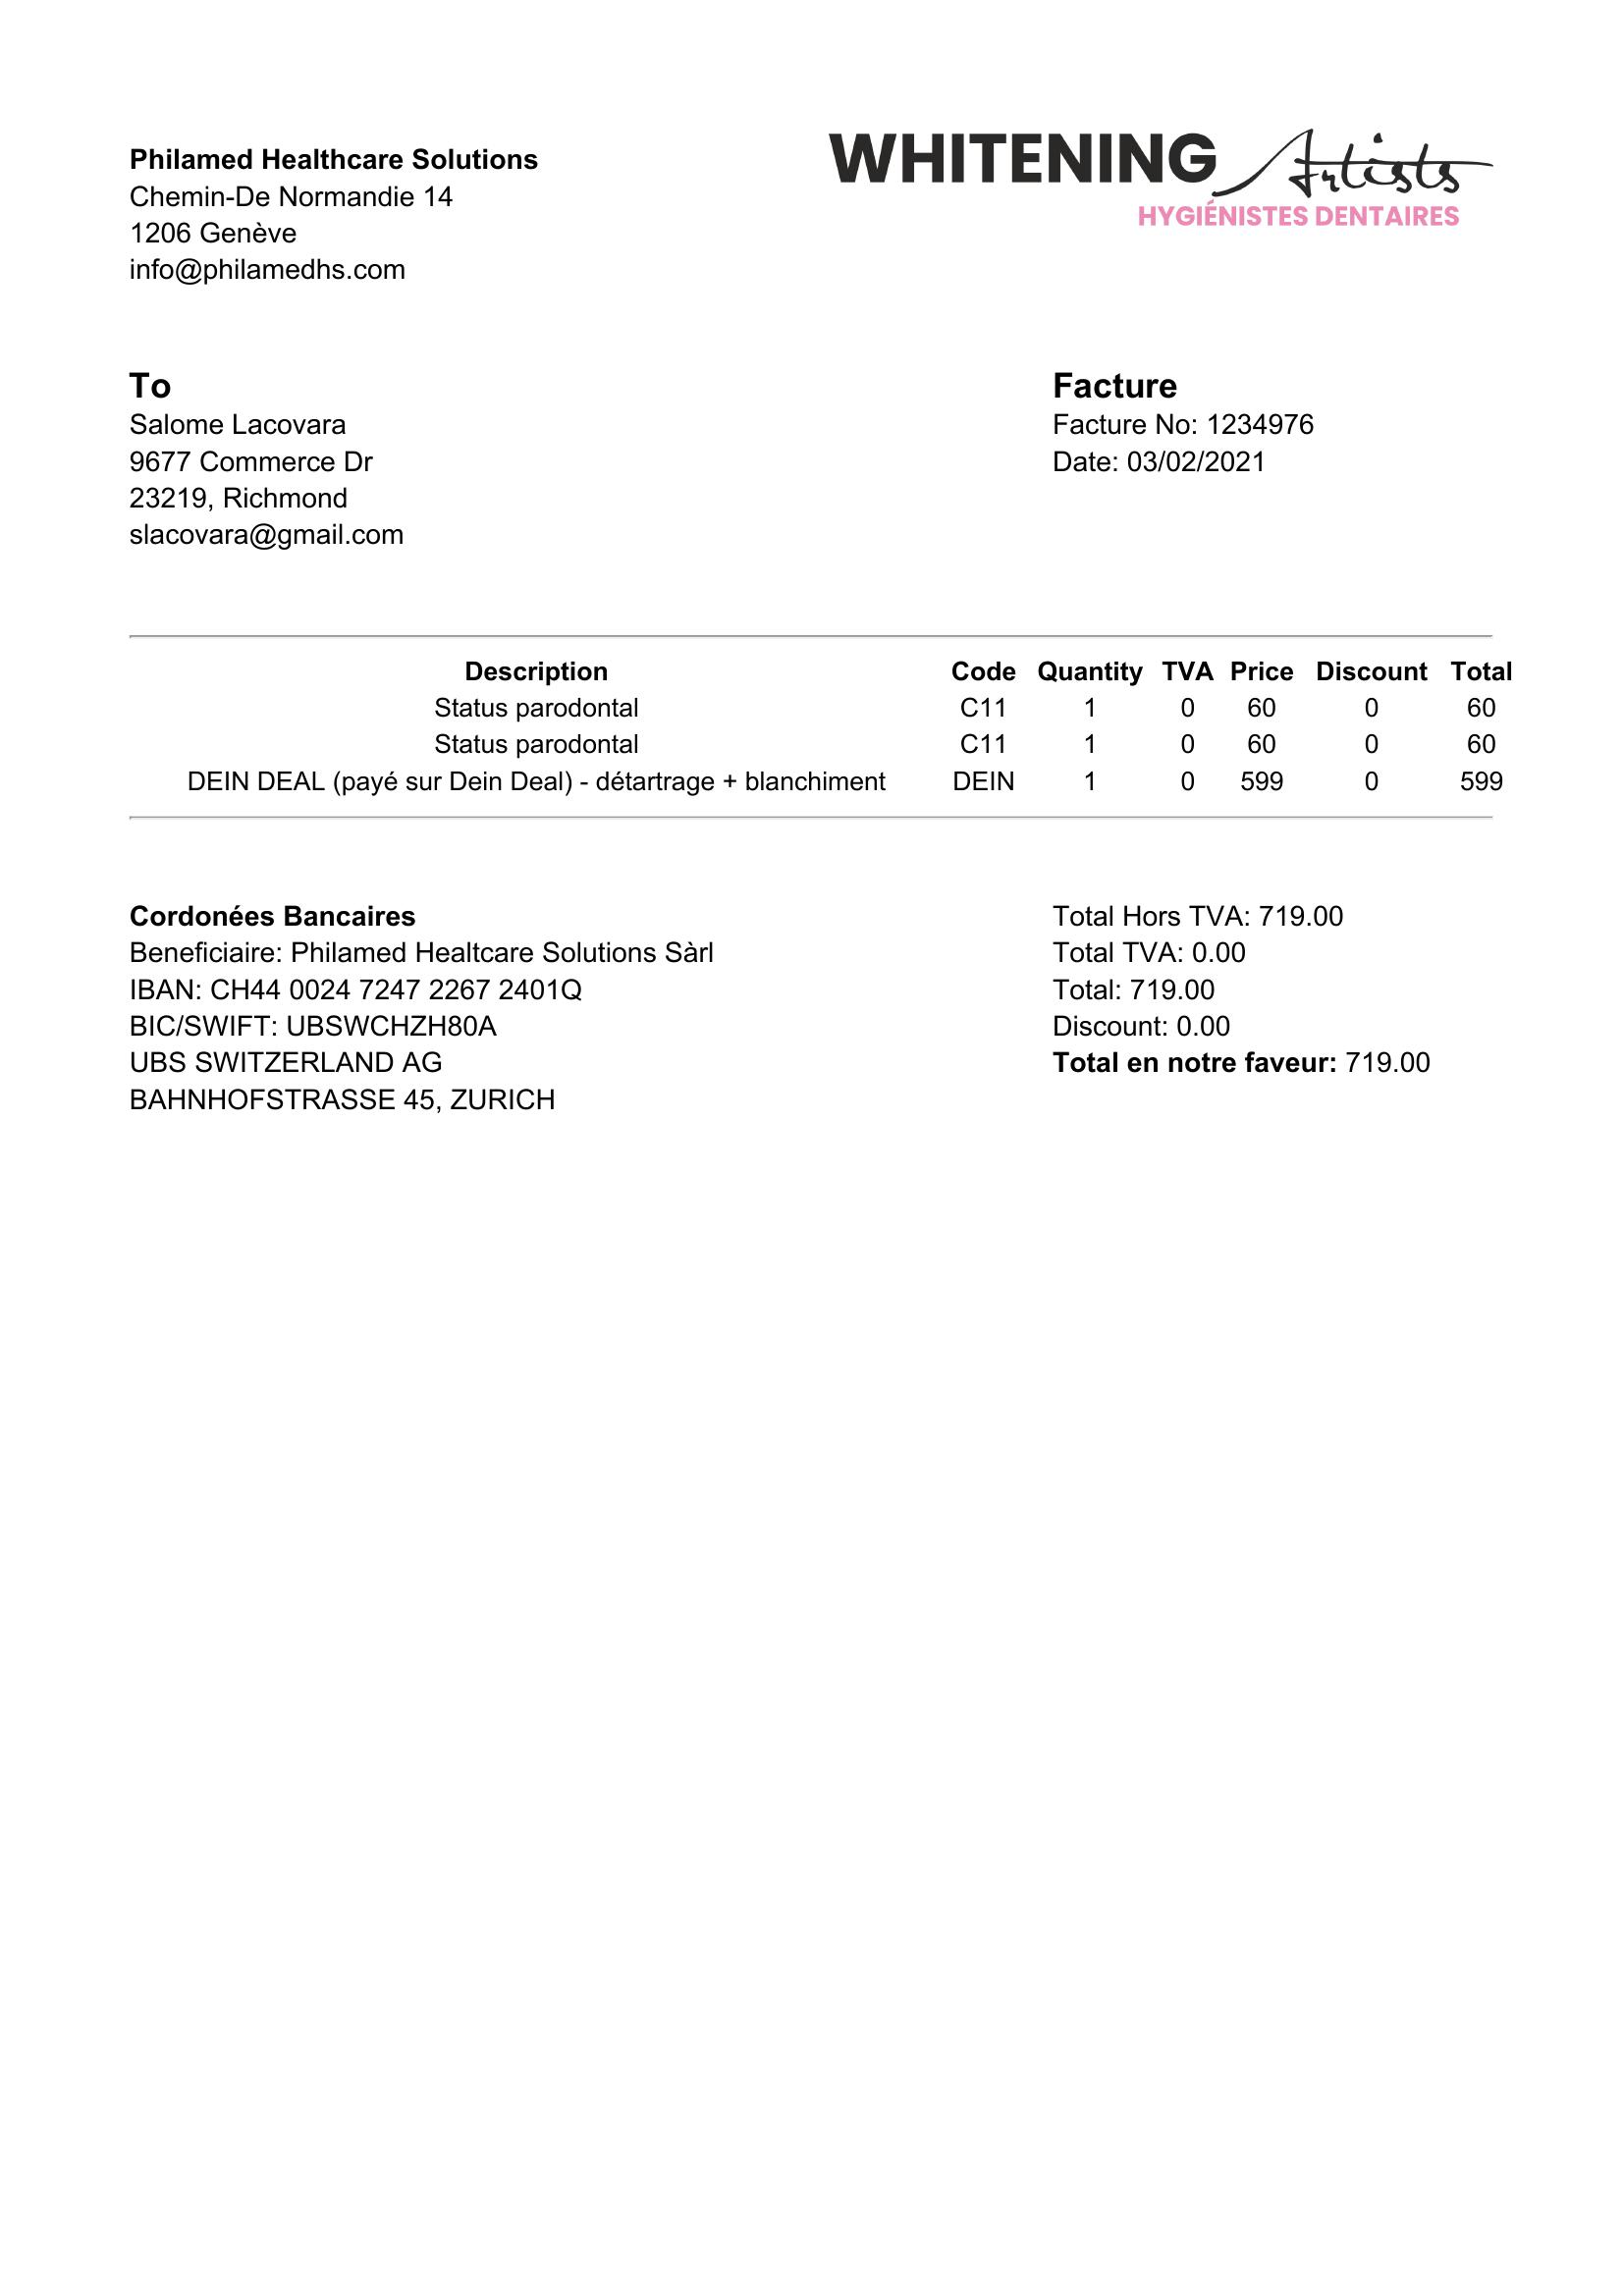 Philamed Healthcare Solutions
Chemin-De Normandie 14
1206 Genève
info@philamedhs.com
WHITENING Artists
HYGIÉNISTES DENTAIRES
To
Salome Lacovara
9677 Commerce Dr
23219, Richmond
slacovara@gmail.com
Facture
Facture No: 1234976
Date: 03/02/2021
Description Code Quantity TVA Price Discount Total
Status parodontal C11 1 0 60 0 60
Status parodontal C11 1 0 60 0 60
DEIN DEAL (payé sur Dein Deal) - détartrage + blanchiment DEIN 1 0 599 0 599
Cordonées Bancaires
Beneficiaire: Philamed Healtcare Solutions Sàrl
IBAN: CH44 0024 7247 2267 2401Q
BIC/SWIFT: UBSWCHZH80A
UBS SWITZERLAND AG
BAHNHOFSTRASSE 45, ZURICH
Total Hors TVA: 719.00
Total TVA: 0.00
Total: 719.00
Discount: 0.00
Total en notre faveur: 719.00